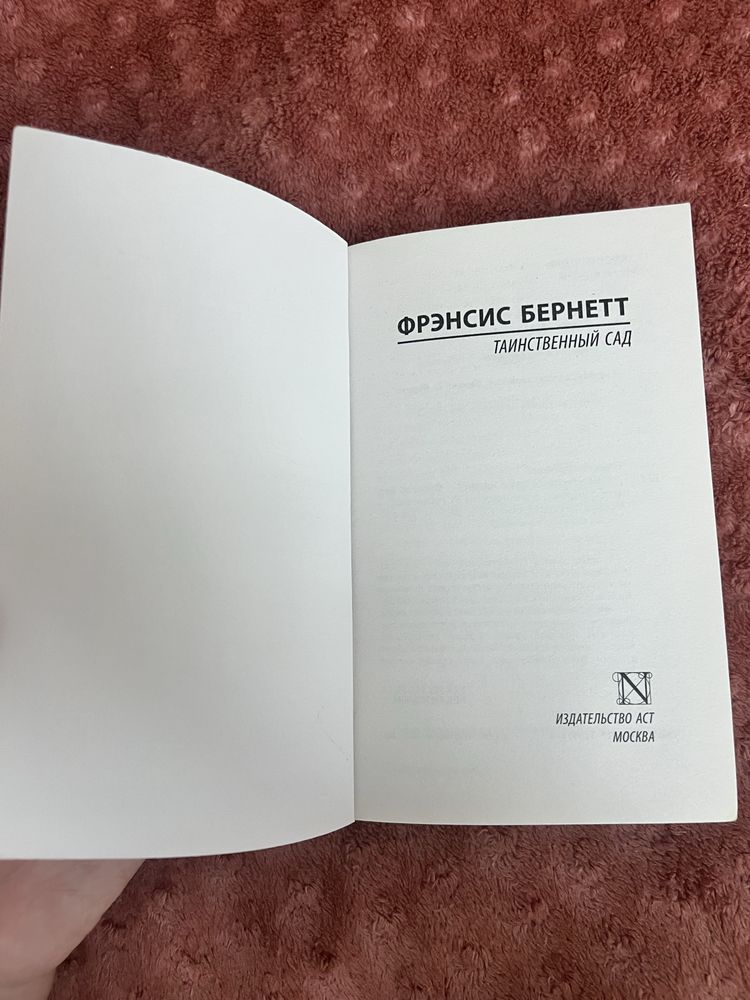 ФРЭНСИС БЕРНЕТТ
ТАИНСТВЕННЫЙ САД
N
ИЗДАТЕЛЬСТВО АСТ
МОСКВА